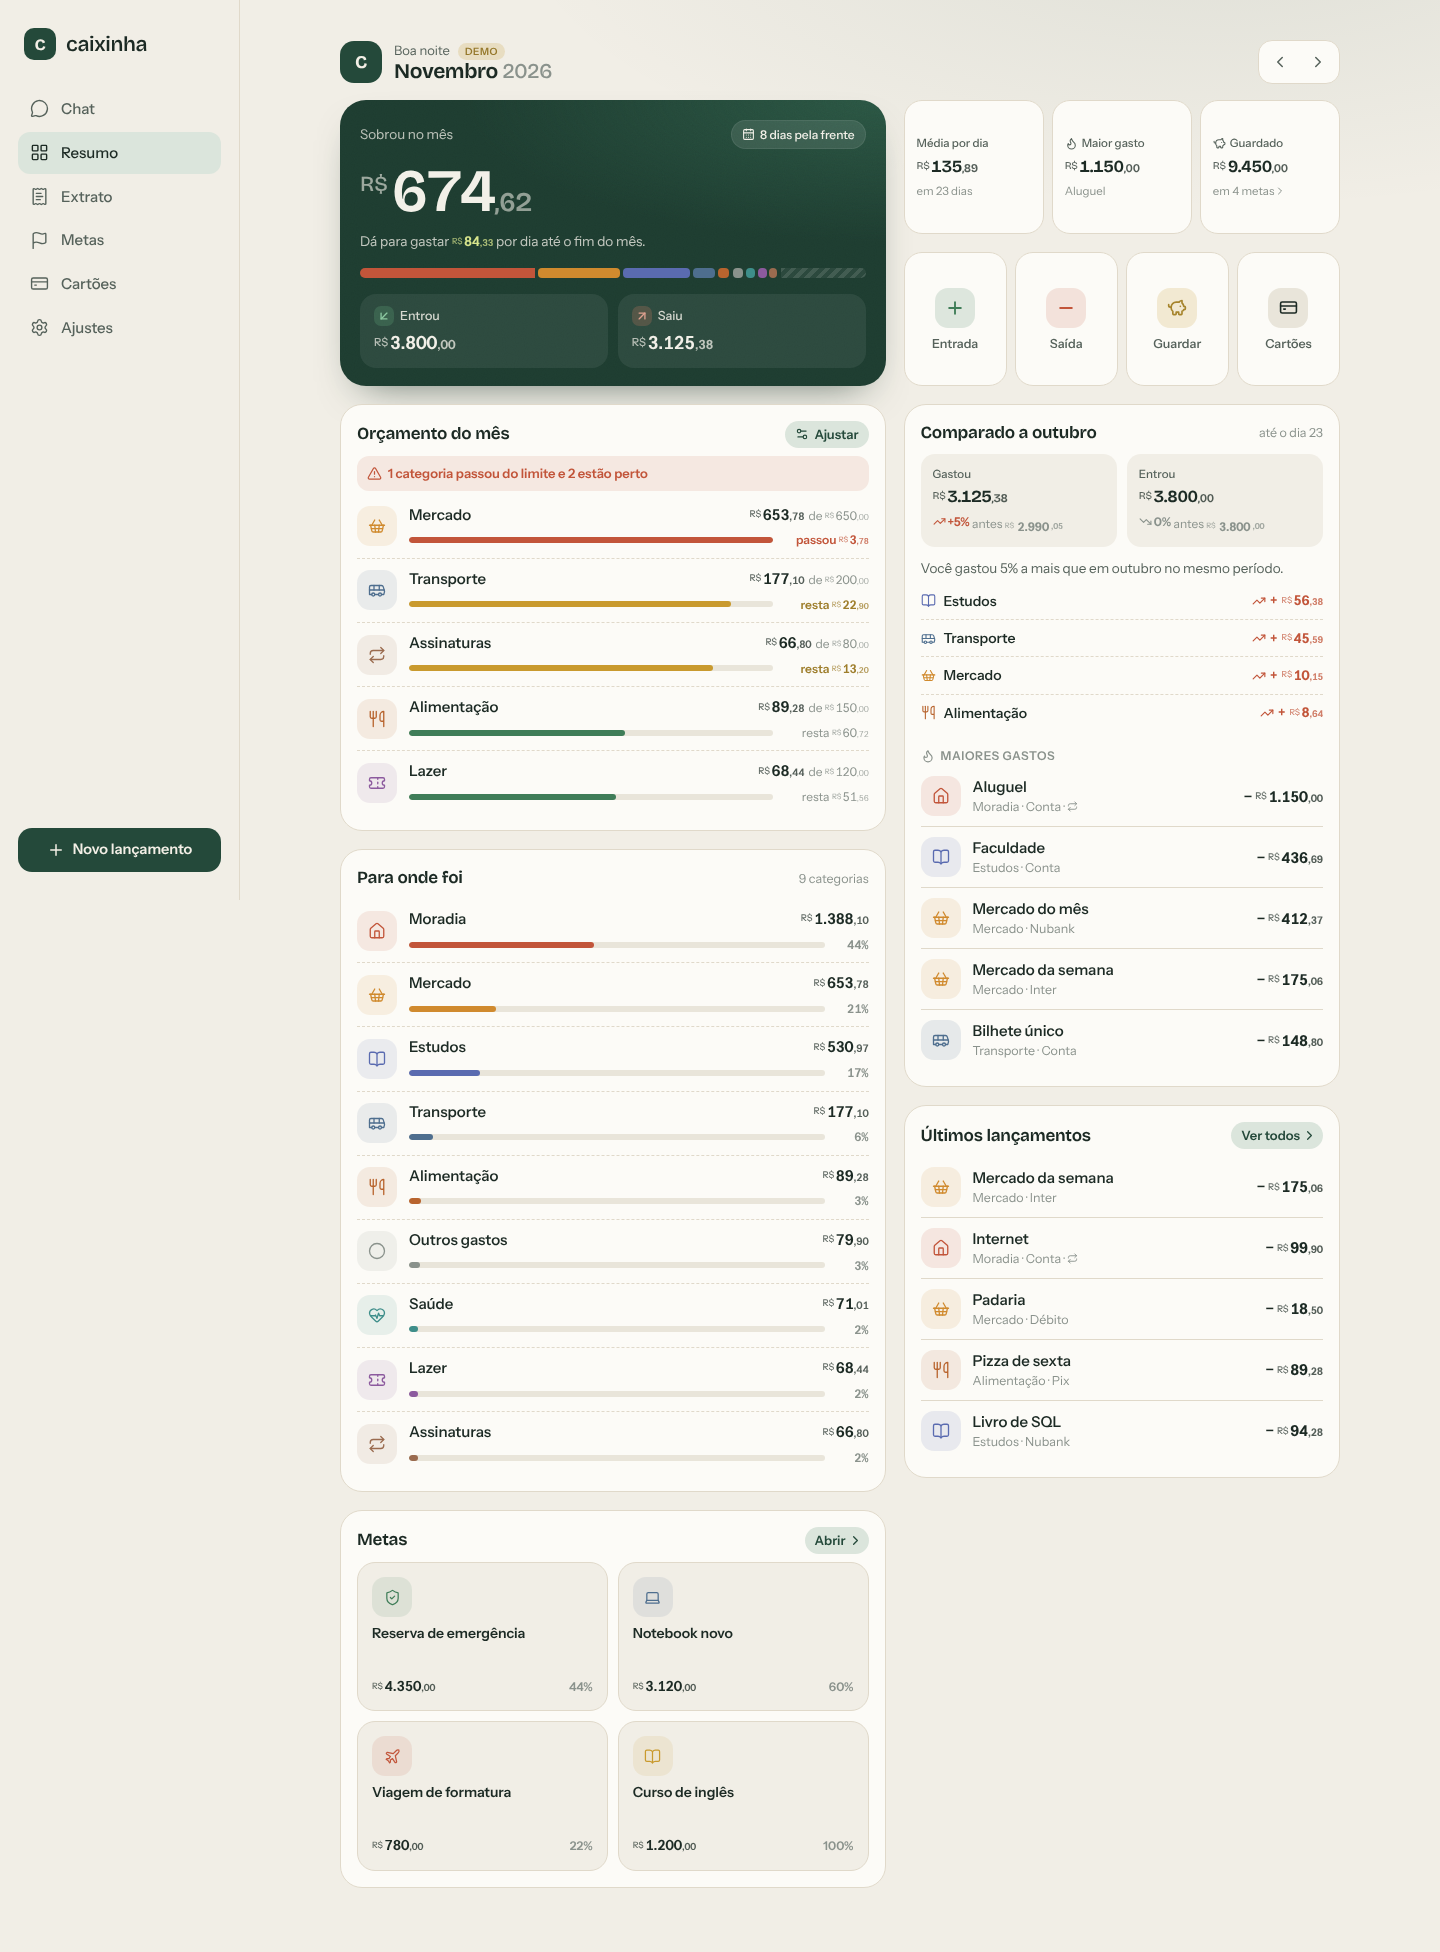 C caixinha
Chat
Resumo
Extrato
Metas
Cartões
Ajustes
Novo lançamento
C
Boa noite DEMO
Novembro 2026
Sobrou no mês
8 dias pela frente
R$ 674,62
Dá para gastar R$ 84,33 por dia até o fim do mês.
Entrou
R$ 3.800,00
Saiu
R$ 3.125,38
Média por dia
R$ 135,89
em 23 dias
Maior gasto
R$ 1.150,00
Aluguel
Guardado
R$ 9.450,00
em 4 metas
Entrada
Saída
Guardar
Cartões
Orçamento do mês
Ajustar
1 categoria passou do limite e 2 estão perto
Mercado
R$ 653,78 de R$ 650,00
passou R$ 3,78
Transporte
R$ 177,10 de R$ 200,00
resta R$ 22,90
Assinaturas
R$ 66,80 de R$ 80,00
resta R$ 13,20
Alimentação
R$ 89,28 de R$ 150,00
resta R$ 60,72
Lazer
R$ 68,44 de R$ 120,00
resta R$ 51,56
Comparado a outubro
até o dia 23
Gastou
R$ 3.125,38
+5% antes R$ 2.990,05
Entrou
R$ 3.800,00
0% antes R$ 3.800,00
Você gastou 5% a mais que em outubro no mesmo período.
Estudos
+ R$ 56,38
Transporte
+ R$ 45,59
Mercado
+ R$ 10,15
Alimentação
+ R$ 8,64
MAIORES GASTOS
Aluguel
Moradia · Conta ·
− R$ 1.150,00
Faculdade
Estudos · Conta
− R$ 436,69
Mercado do mês
Mercado · Nubank
− R$ 412,37
Mercado da semana
Mercado · Inter
− R$ 175,06
Bilhete único
Transporte · Conta
− R$ 148,80
Para onde foi
9 categorias
Moradia
R$ 1.388,10
44%
Mercado
R$ 653,78
21%
Estudos
R$ 530,97
17%
Transporte
R$ 177,10
6%
Alimentação
R$ 89,28
3%
Outros gastos
R$ 79,90
3%
Saúde
R$ 71,01
2%
Lazer
R$ 68,44
2%
Assinaturas
R$ 66,80
2%
Últimos lançamentos
Ver todos
Mercado da semana
Mercado · Inter
− R$ 175,06
Internet
Moradia · Conta ·
− R$ 99,90
Padaria
Mercado · Débito
− R$ 18,50
Pizza de sexta
Alimentação · Pix
− R$ 89,28
Livro de SQL
Estudos · Nubank
− R$ 94,28
Metas
Abrir
Reserva de emergência
R$ 4.350,00
44%
Notebook novo
R$ 3.120,00
60%
Viagem de formatura
R$ 780,00
22%
Curso de inglês
R$ 1.200,00
100%